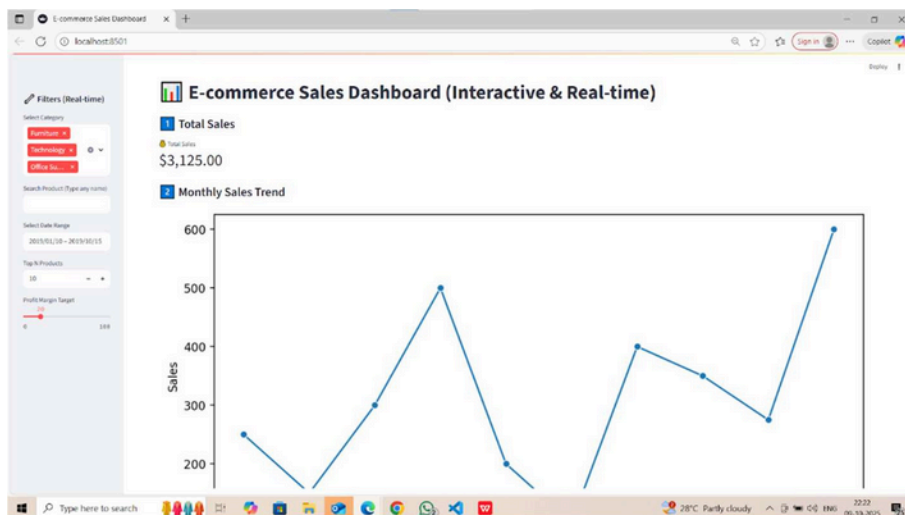 E-commerce Sales Dashboard
localhost:8501
Sign in
Copilot
Deploy
Filters (Real-time)
Select Category
Furniture
Technology
Office Su...
Search Product (Type any name)
Select Date Range
2019/01/10 – 2019/10/15
Top N Products
10
Profit Margin Target
20
0 100
E-commerce Sales Dashboard (Interactive & Real-time)
1 Total Sales
Total Sales
$3,125.00
2 Monthly Sales Trend
600
500
400
300
200
Sales
Type here to search
28°C Partly cloudy
ENG
22:22